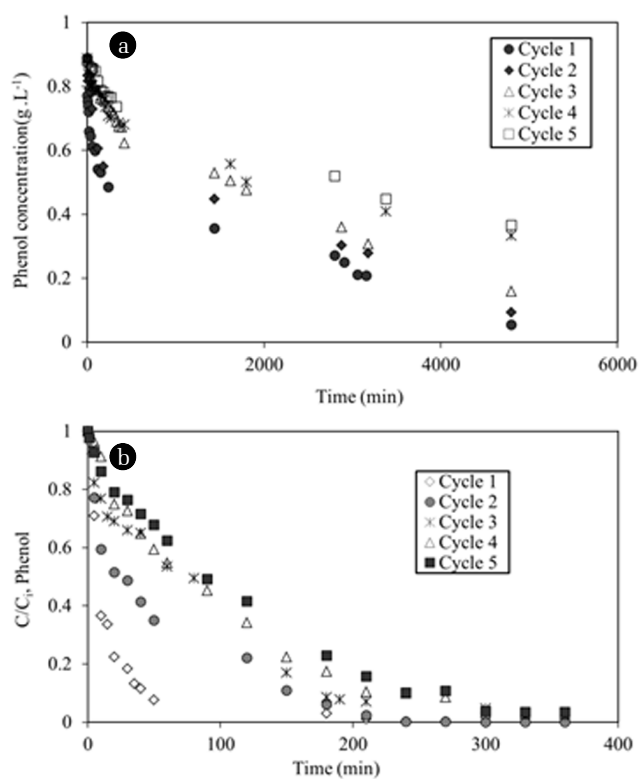 1
a
0.8
0.6
0.4
0.2
0
0
2000
4000
6000
Phenol concentration(g.L-1)
Time (min)
Cycle 1
Cycle 2
Cycle 3
Cycle 4
Cycle 5
1
b
0.8
0.6
0.4
0.2
0
0
100
200
300
400
C/Ci, Phenol
Time (min)
Cycle 1
Cycle 2
Cycle 3
Cycle 4
Cycle 5